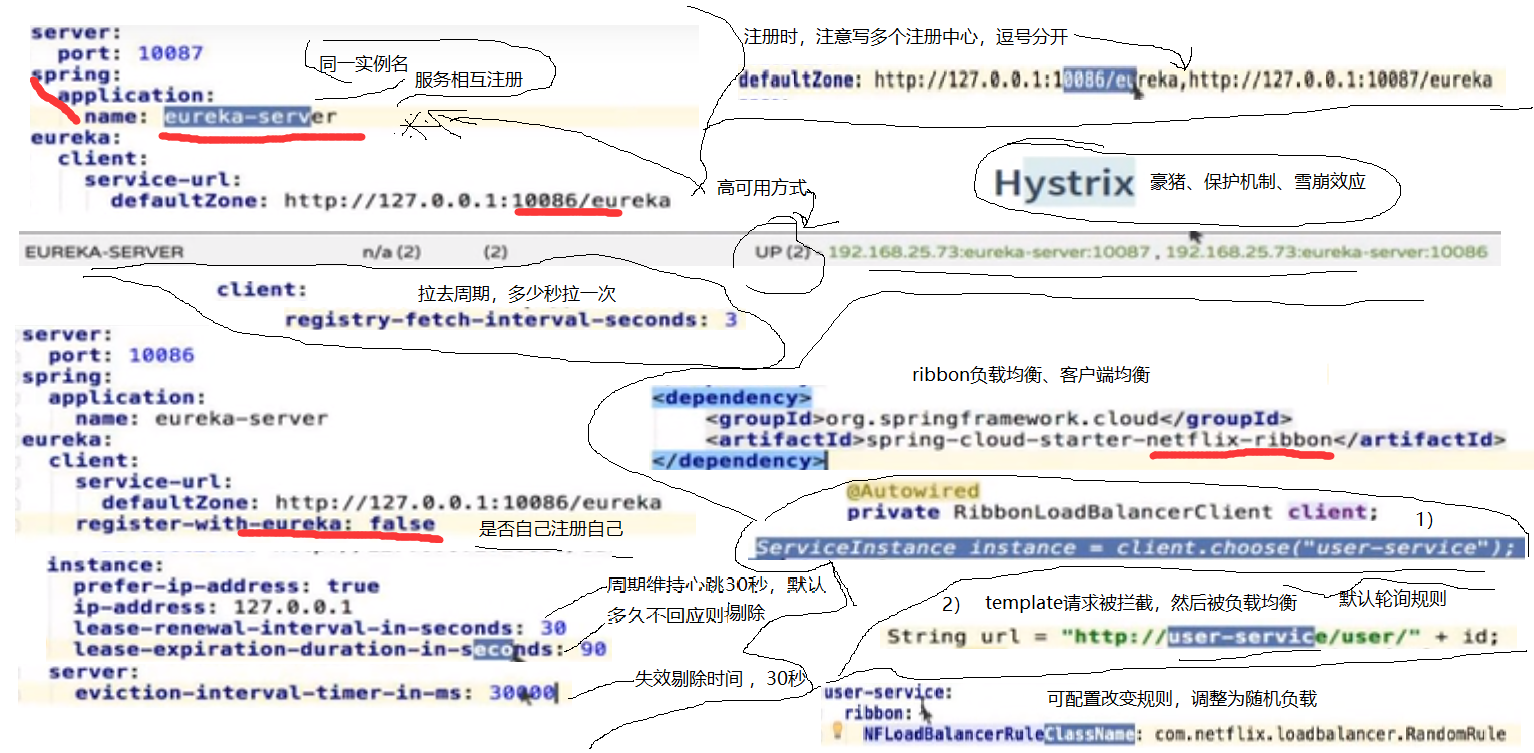 server:
port: 10087
spring:
application:
name: eureka-server
eureka:
client:
service-url:
defaultZone: http://127.0.0.1:10086/eureka
同一实例名
服务相互注册
注册时，注意写多个注册中心，逗号分开
defaultZone: http://127.0.0.1:10086/eureka,http://127.0.0.1:10087/eureka
高可用方式
Hystrix
豪猪、保护机制、雪崩效应
EUREKA-SERVER n/a (2) (2) UP (2) - 192.168.25.73:eureka-server:10087 , 192.168.25.73:eureka-server:10086
client:
拉去周期，多少秒拉一次
registry-fetch-interval-seconds: 3
server:
port: 10086
spring:
application:
name: eureka-server
eureka:
client:
service-url:
defaultZone: http://127.0.0.1:10086/eureka
register-with-eureka: false
是否自己注册自己
instance:
prefer-ip-address: true
ip-address: 127.0.0.1
lease-renewal-interval-in-seconds: 30
lease-expiration-duration-in-seconds: 90
server:
eviction-interval-timer-in-ms: 30000
周期维持心跳30秒，默认
多久不回应则剔除
失效剔除时间 ，30秒
ribbon负载均衡、客户端均衡
<dependency>
<groupId>org.springframework.cloud</groupId>
<artifactId>spring-cloud-starter-netflix-ribbon</artifactId>
</dependency>
@Autowired
private RibbonLoadBalancerClient client;
1）
ServiceInstance instance = client.choose("user-service");
2） template请求被拦截，然后被负载均衡
默认轮询规则
String url = "http://user-service/user/" + id;
user-service:
ribbon:
NFLoadBalancerRuleClassName: com.netflix.loadbalancer.RandomRule
可配置改变规则，调整为随机负载